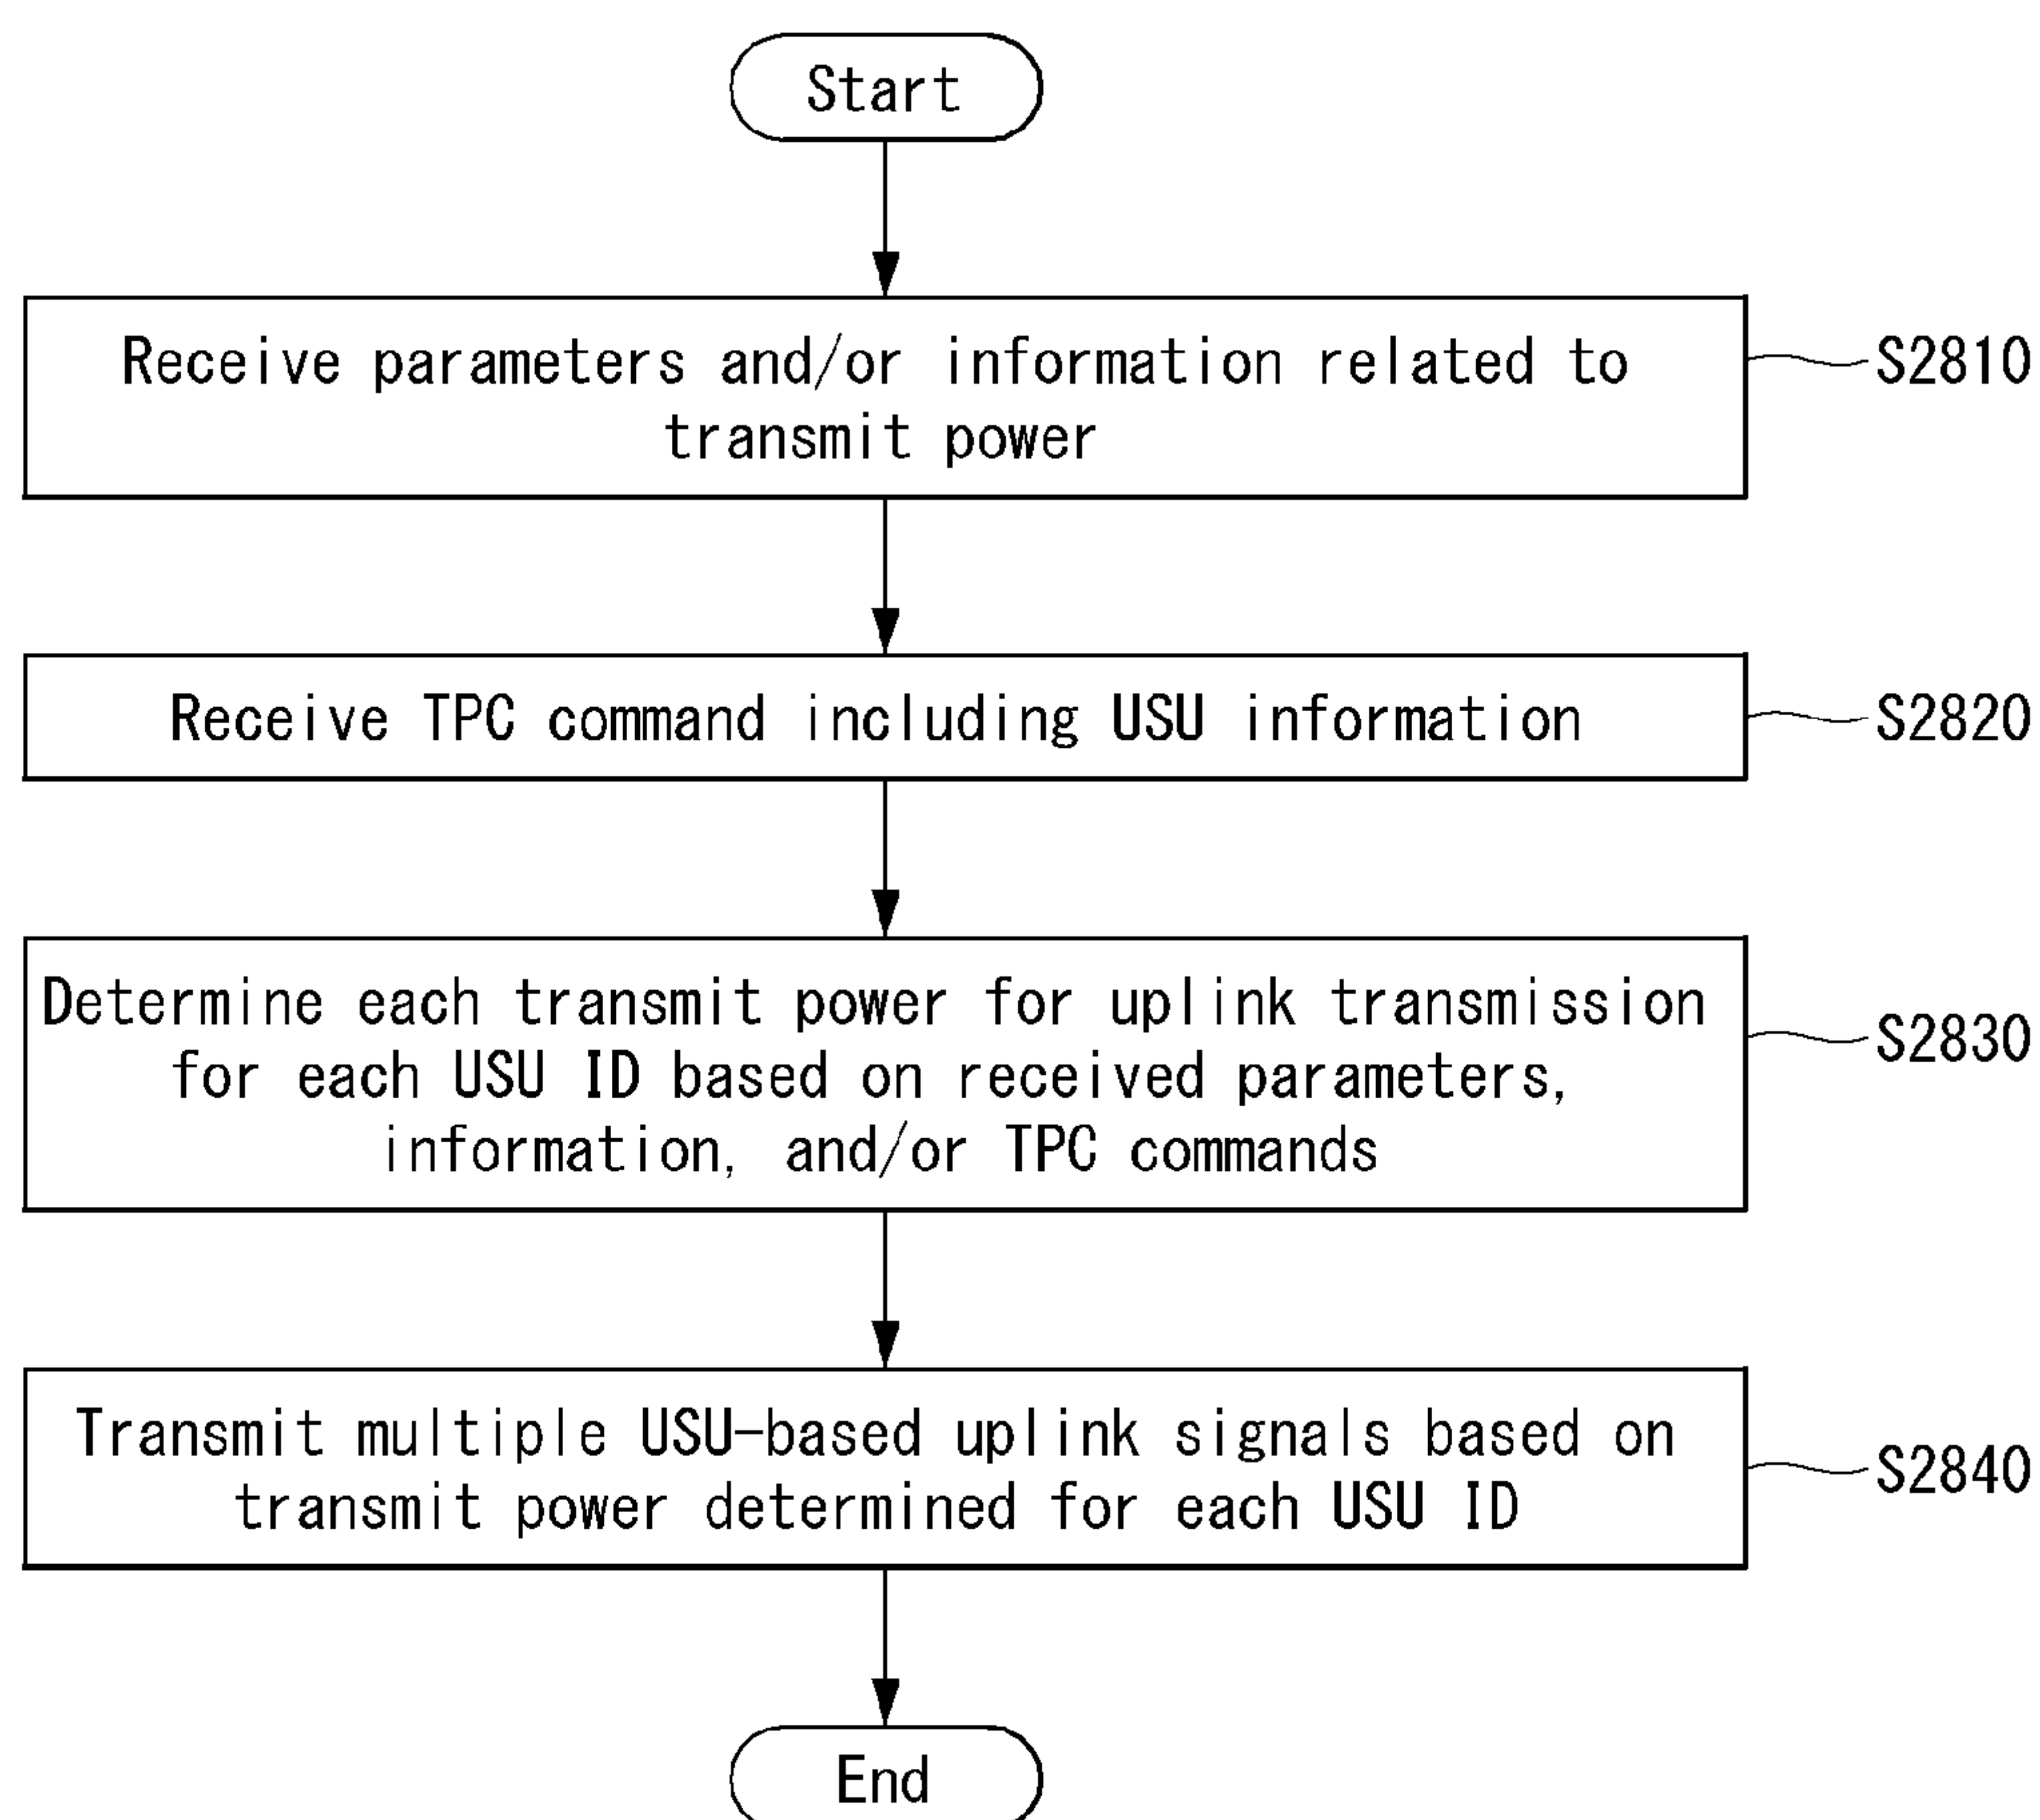 Start
Receive parameters and/or information related to
transmit power
S2810
Receive TPC command including USU information
S2820
Determine each transmit power for uplink transmission
for each USU ID based on received parameters,
information, and/or TPC commands
S2830
Transmit multiple USU-based uplink signals based on
transmit power determined for each USU ID
S2840
End